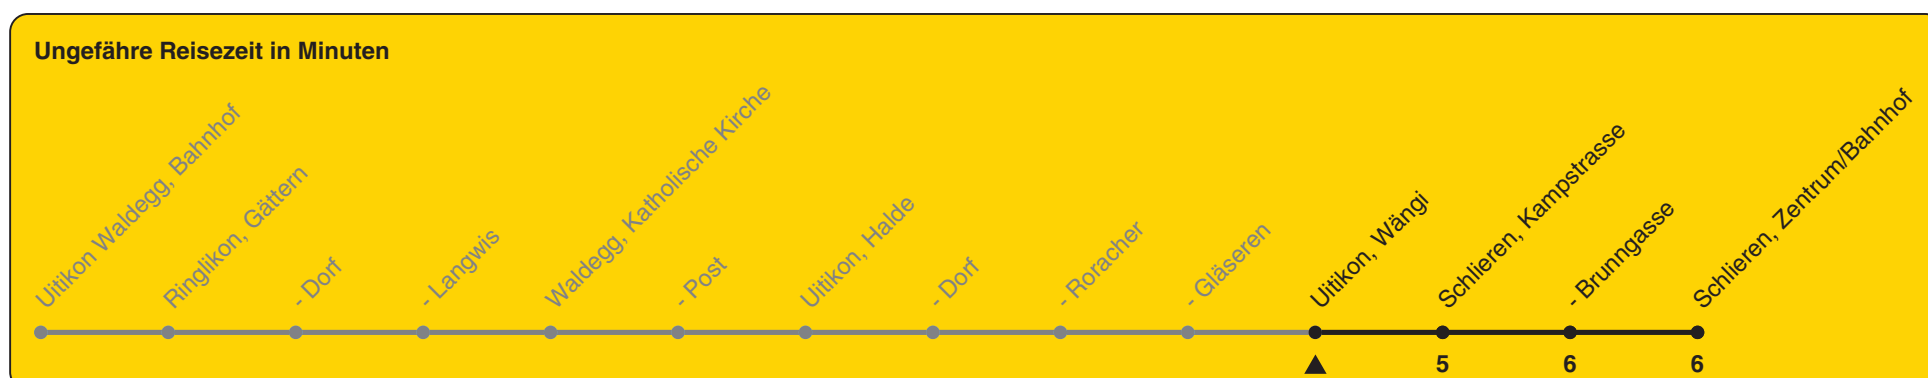 Ungefähre Reisezeit in Minuten
Uitikon Waldegg, Bahnhof
Ringlikon, Gättern
- Dorf
- Langwis
Waldegg, Katholische Kirche
- Post
Uitikon, Halde
- Dorf
- Roracher
- Gläseren
Uitikon, Wängi
Schlieren, Kampstrasse
- Brunngasse
Schlieren, Zentrum/Bahnhof
5 6 6